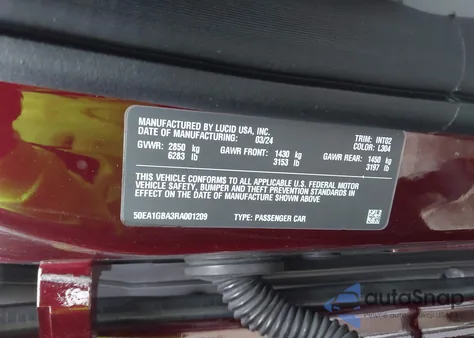 MANUFACTURED BY LUCID USA, INC.
DATE OF MANUFACTURING: 03/24
TRIM: INT02
COLOR: L304
GVWR: 2850 kg GAWR FRONT: 1430 kg GAWR REAR: 1450 kg
6283 lb 3153 lb 3197 lb
THIS VEHICLE CONFORMS TO ALL APPLICABLE U.S. FEDERAL MOTOR
VEHICLE SAFETY, BUMPER AND THEFT PREVENTION STANDARDS IN
EFFECT ON THE DATE OF MANUFACTURE SHOWN ABOVE
50EA1GBA3RA001209 TYPE: PASSENGER CAR
autoSnap